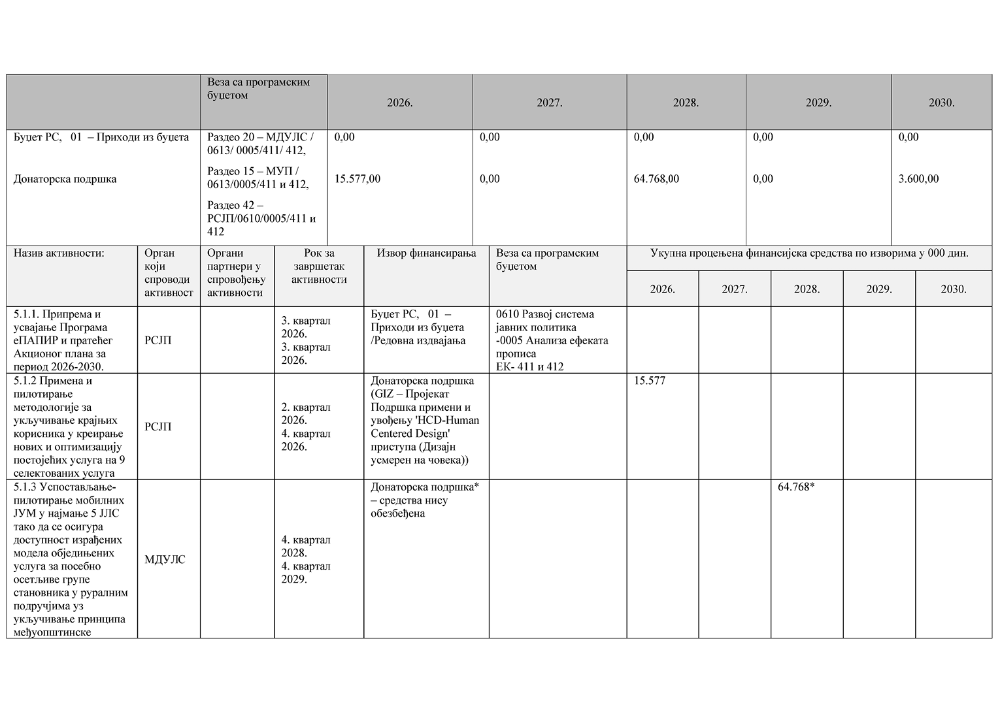 Веза са програмским
буџетом
2026.
2027.
2028.
2029.
2030.
Буџет РС,   01  – Приходи из буџета
Донаторска подршка
Раздео 20 – МДУЛС /
0613/ 0005/411/ 412,
Раздео 15 – МУП /
0613/0005/411 и 412,
Раздео 42 –
РСЈП/0610/0005/411 и
412
0,00
15.577,00
0,00
0,00
0,00
64.768,00
0,00
0,00
0,00
3.600,00
Назив активности:
Орган
који
спроводи
активност
Органи
партнери у
спровођењу
активности
Рок за
завршетак
активности
Извор финансирања
Веза са програмским
буџетом
Укупна процењена финансијска средства по изворима у 000 дин.
2026.
2027.
2028.
2029.
2030.
5.1.1. Припрема и
усвајање Програма
еПАПИР и пратећег
Акционог плана за
период 2026-2030.
РСЈП
3. квартал
2026.
3. квартал
2026.
Буџет РС,   01  –
Приходи из буџета
/Редовна издвајања
0610 Развој система
јавних политика
-0005 Анализа ефеката
прописа
ЕК- 411 и 412
5.1.2 Примена и
пилотирање
методологије за
укључивање крајњих
корисника у креирање
нових и оптимизацију
постојећих услуга на 9
селектованих услуга
РСЈП
2. квартал
2026.
4. квартал
2026.
Донаторска подршка
(GIZ – Пројекат
Подршка примени и
увођењу 'HCD-Human
Centered Design'
приступа (Дизајн
усмерен на човека))
15.577
5.1.3 Успостављање-
пилотирање мобилних
ЈУМ у најмање 5 ЈЛС
тако да се осигура
доступност израђених
модела обједињених
услуга за посебно
осетљиве групе
становника у руралним
подручјима уз
укључивање принципа
међуопштинске
МДУЛС
4. квартал
2028.
4. квартал
2029.
Донаторска подршка*
– средства нису
обезбеђена
64.768*